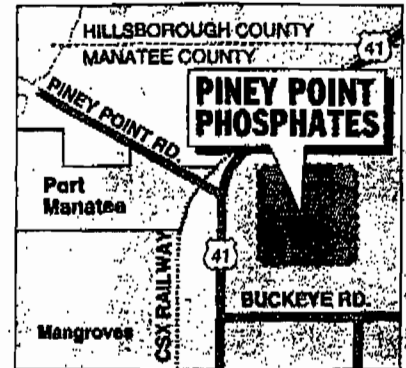 HILLSBOROUGH COUNTY
MANATEE COUNTY
41
PINEY POINT
PHOSPHATES
PINEY POINT RD.
Port
Manatee
CSX RAILWAY
41
BUCKEYE RD.
Mangroves